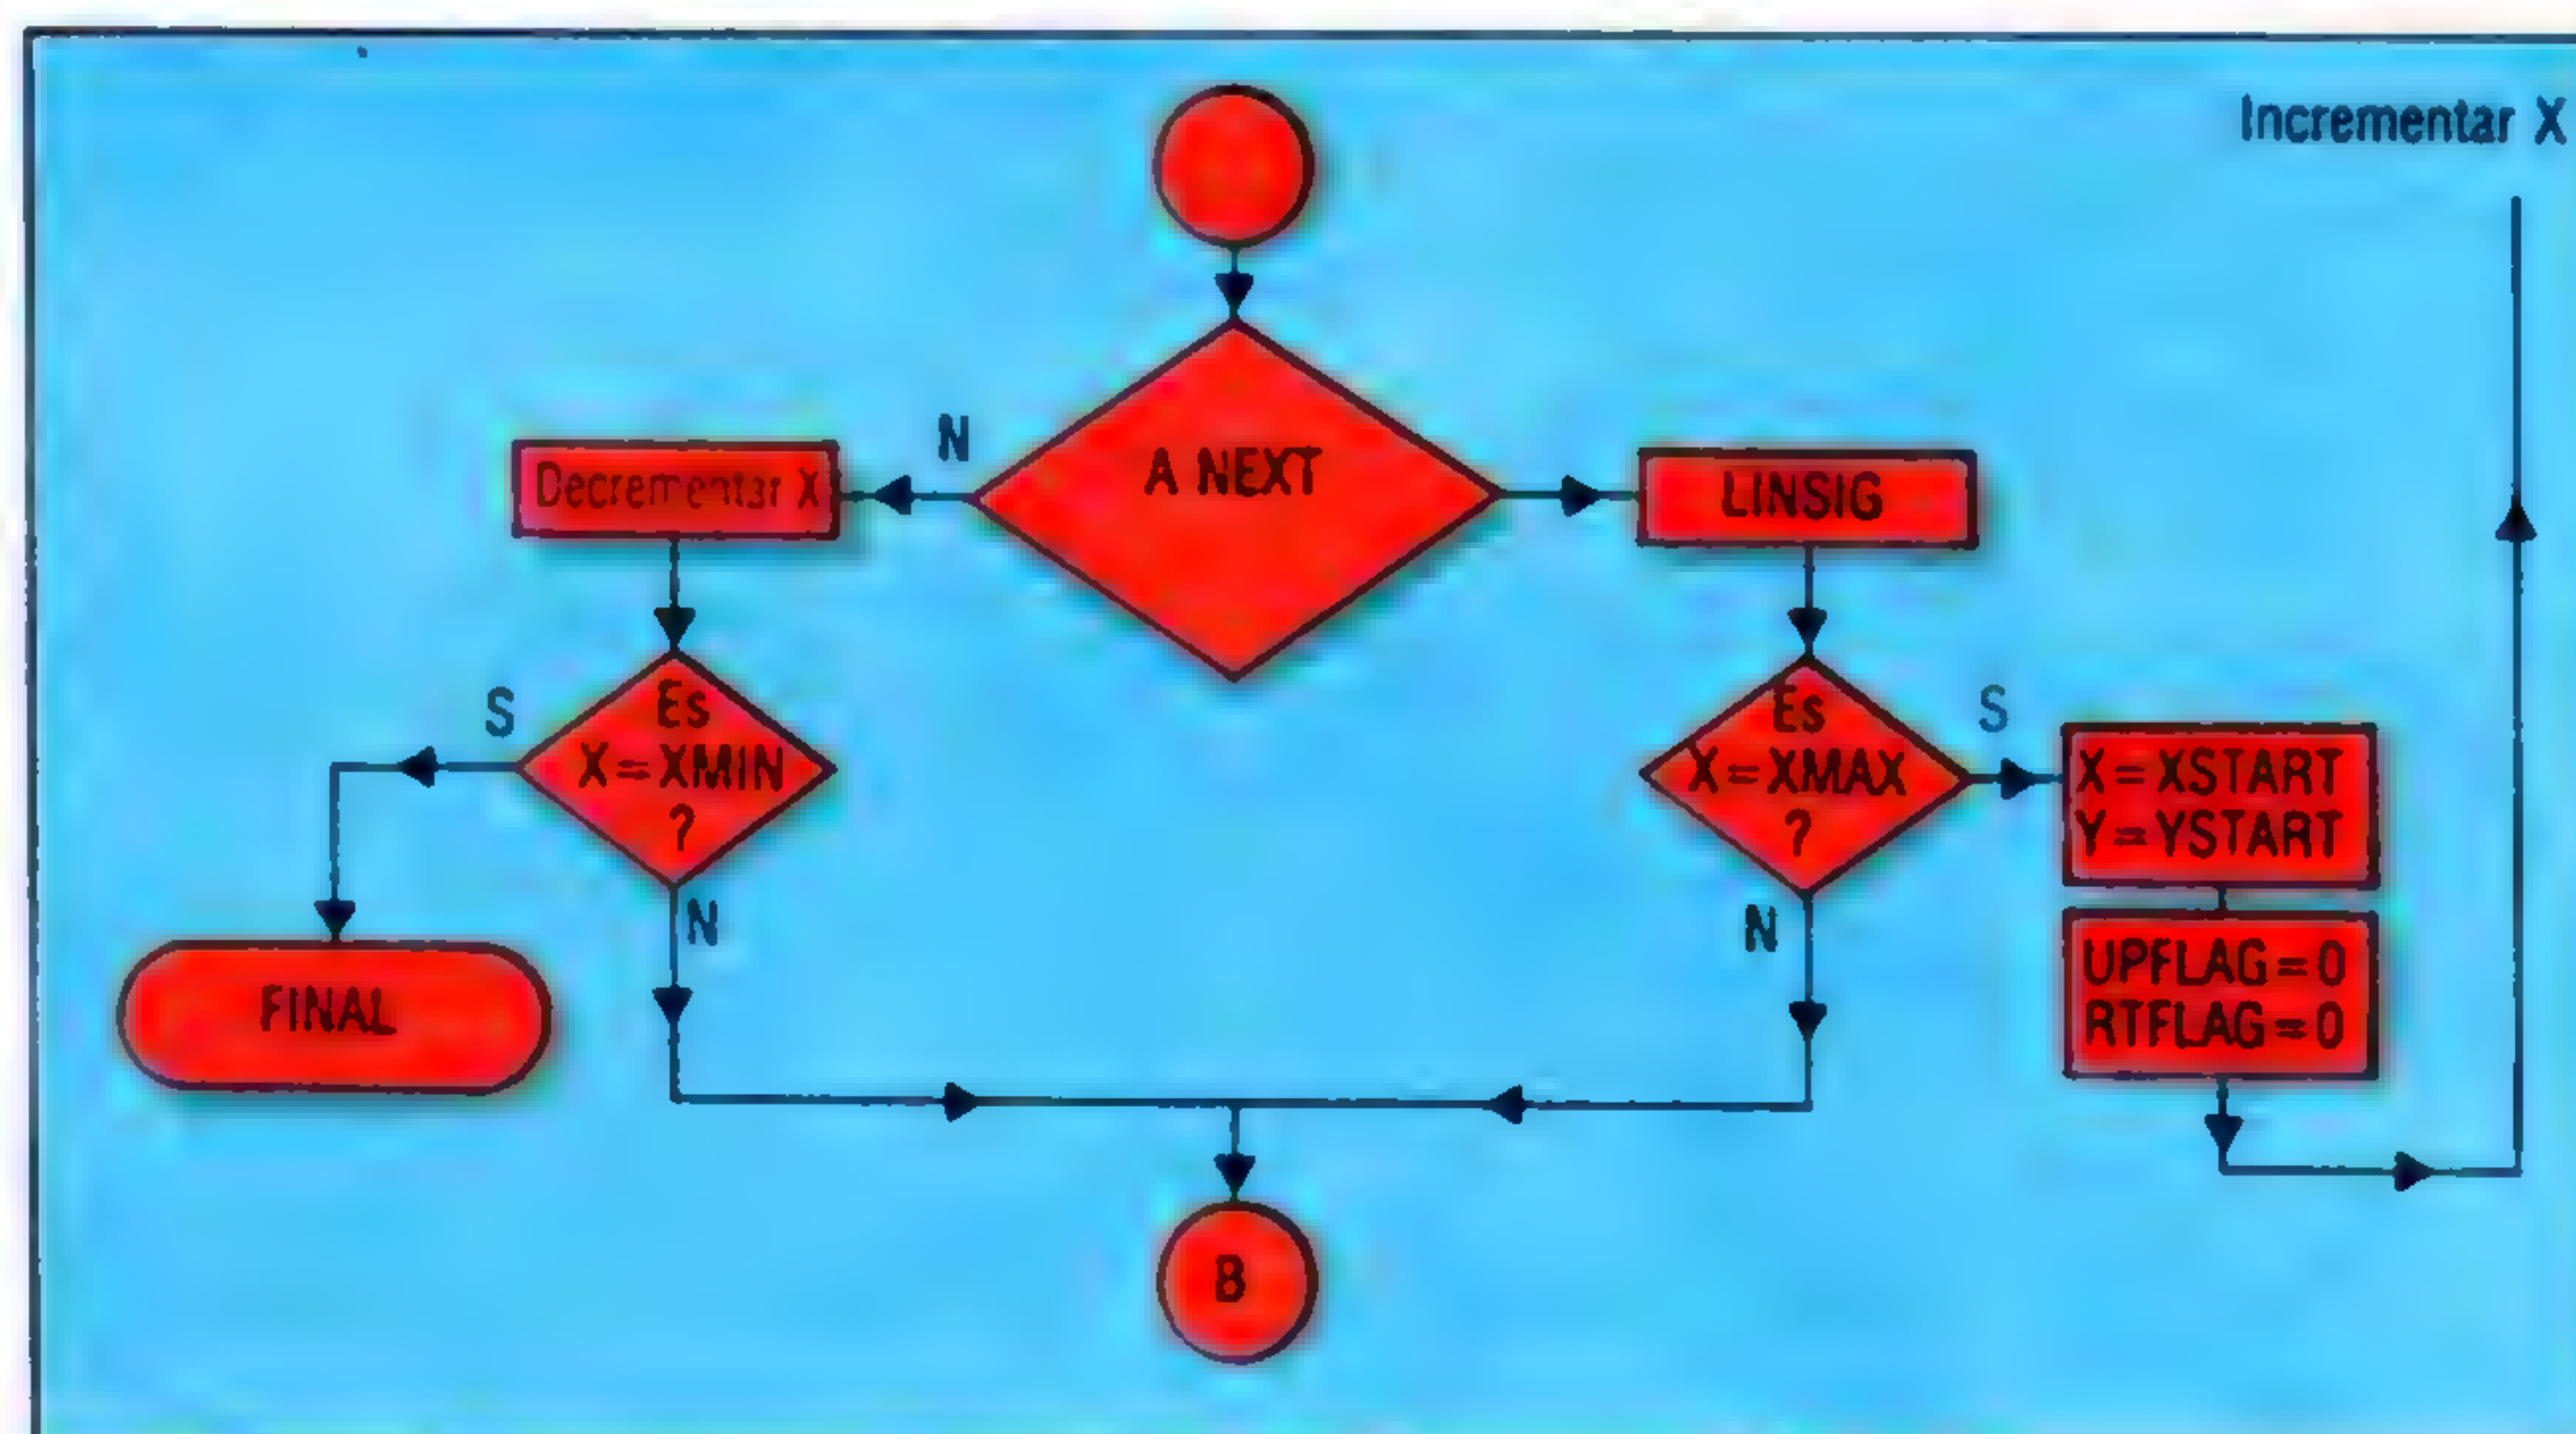 Incrementar X
N
A NEXT
Decrementar X
LINSIG
S
Es
X=XMIN
?
N
Es
X=XMAX
?
S
N
X=XSTART
Y=YSTART
UPFLAG=0
RTFLAG=0
FINAL
B